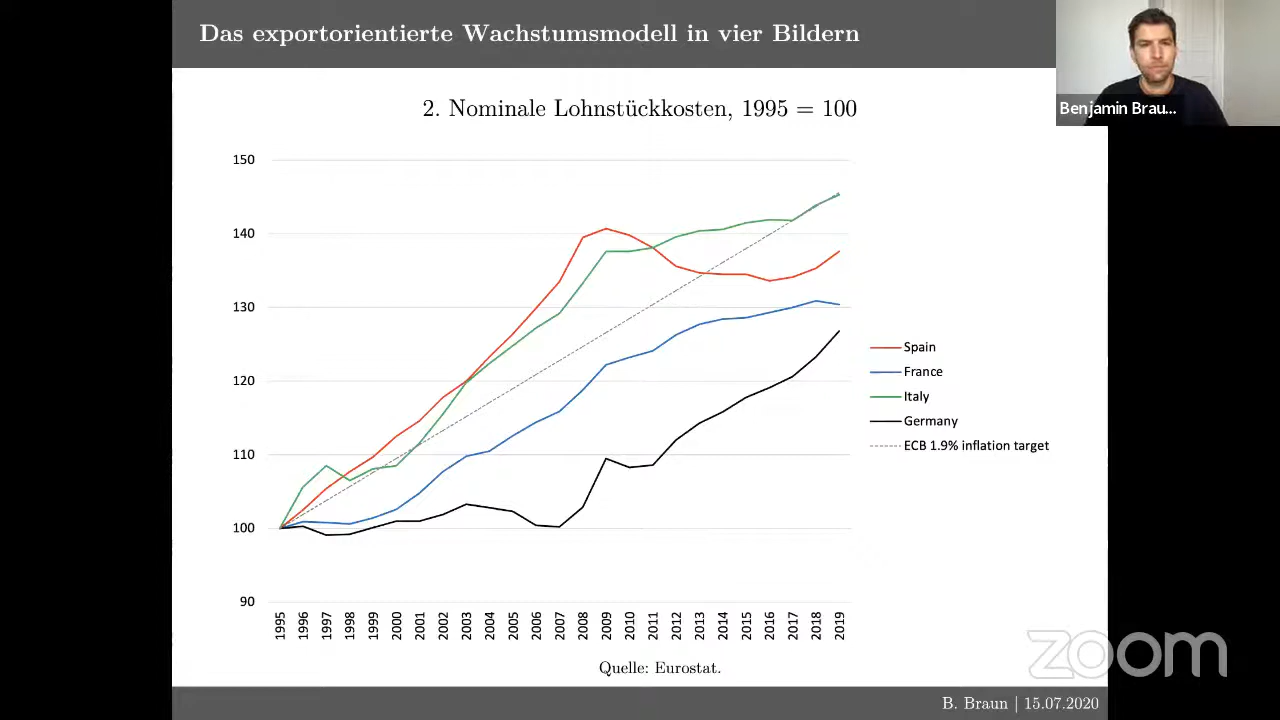 Das exportorientierte Wachstumsmodell in vier Bildern
Benjamin Brau...
2. Nominale Lohnstückkosten, 1995 = 100
150
140
130
120
110
100
90
1995
1996
1997
1998
1999
2000
2001
2002
2003
2004
2005
2006
2007
2008
2009
2010
2011
2012
2013
2014
2015
2016
2017
2018
2019
Spain
France
Italy
Germany
ECB 1.9% inflation target
Quelle: Eurostat.
zoom
B. Braun | 15.07.2020